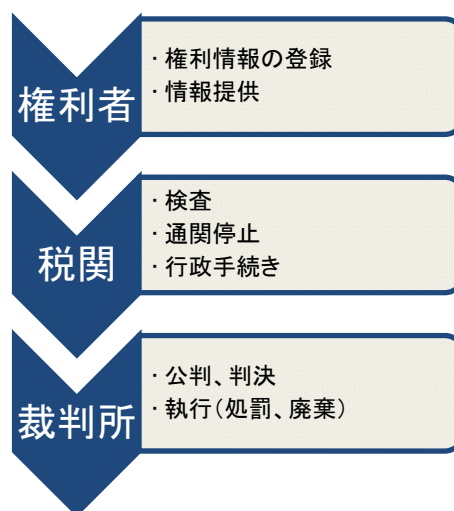 権利者
・権利情報の登録
・情報提供
税関
・検査
・通関停止
・行政手続き
裁判所
・公判、判決
・執行（処罰、廃棄）